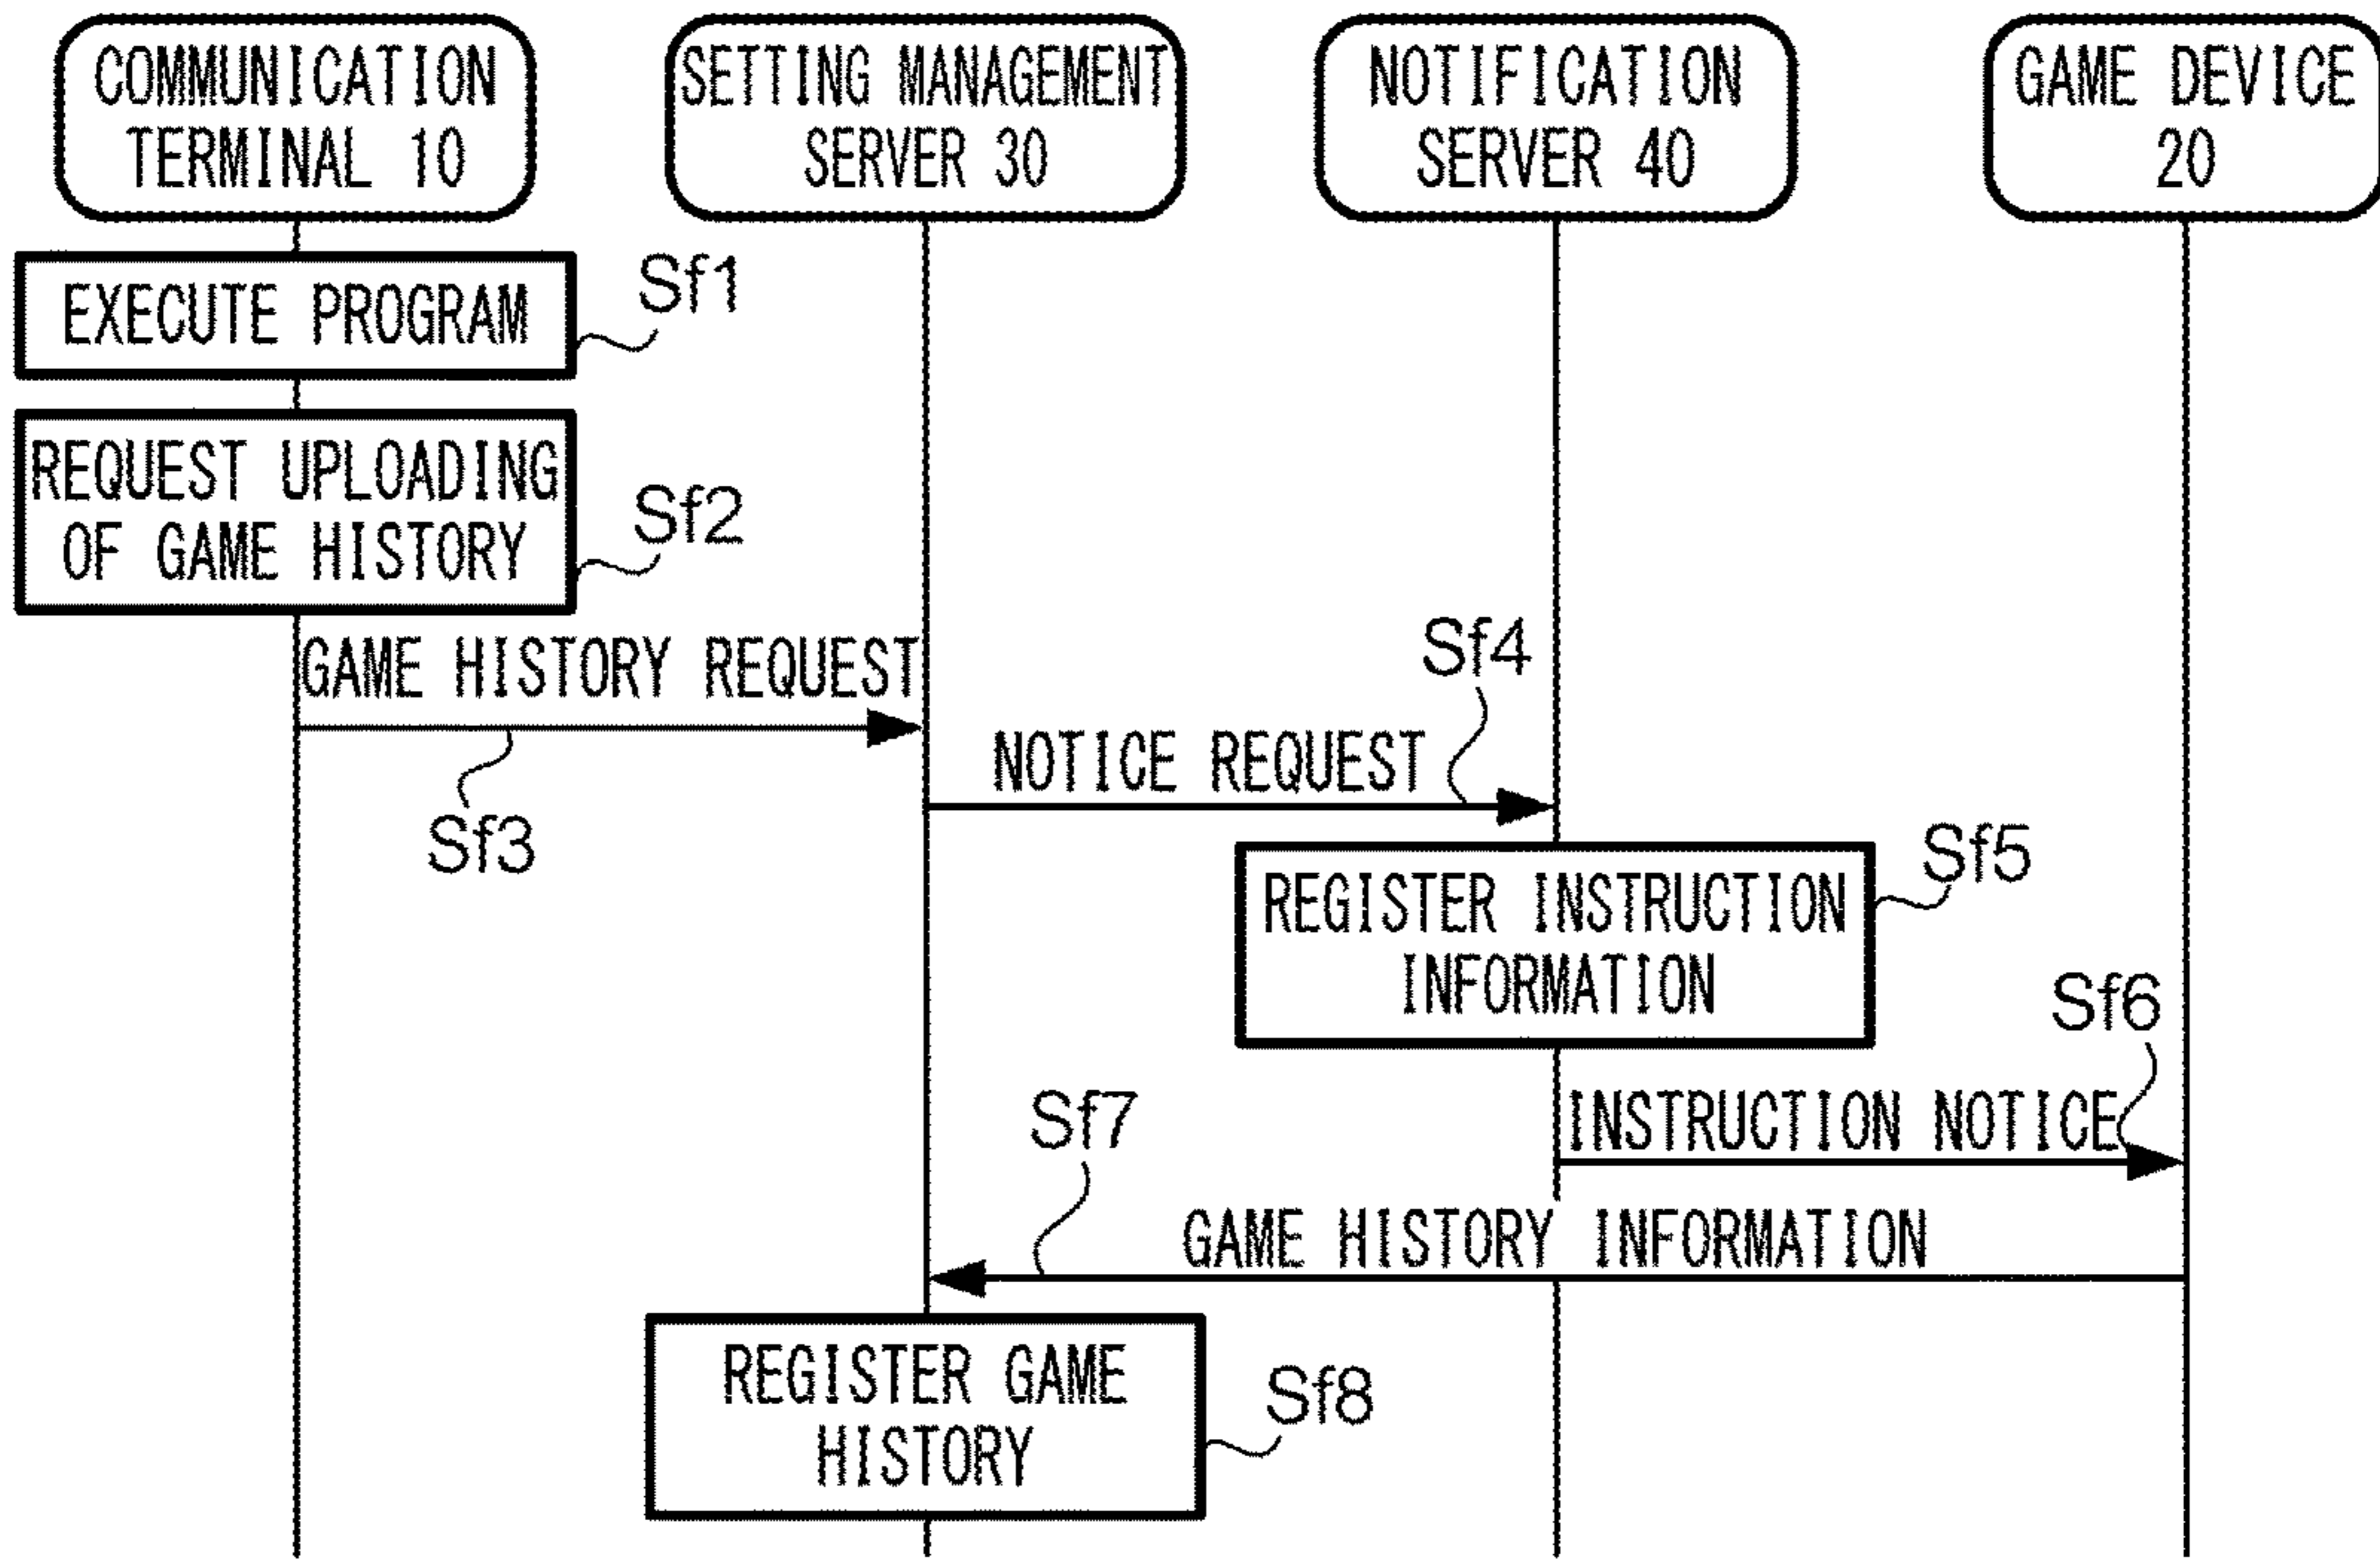 COMMUNICATION
TERMINAL 10
SETTING MANAGEMENT
SERVER 30
NOTIFICATION
SERVER 40
GAME DEVICE
20
EXECUTE PROGRAM
Sf1
REQUEST UPLOADING
OF GAME HISTORY
Sf2
GAME HISTORY REQUEST
Sf3
Sf4
NOTICE REQUEST
REGISTER INSTRUCTION
INFORMATION
Sf5
Sf6
INSTRUCTION NOTICE
Sf7
GAME HISTORY INFORMATION
REGISTER GAME
HISTORY
Sf8